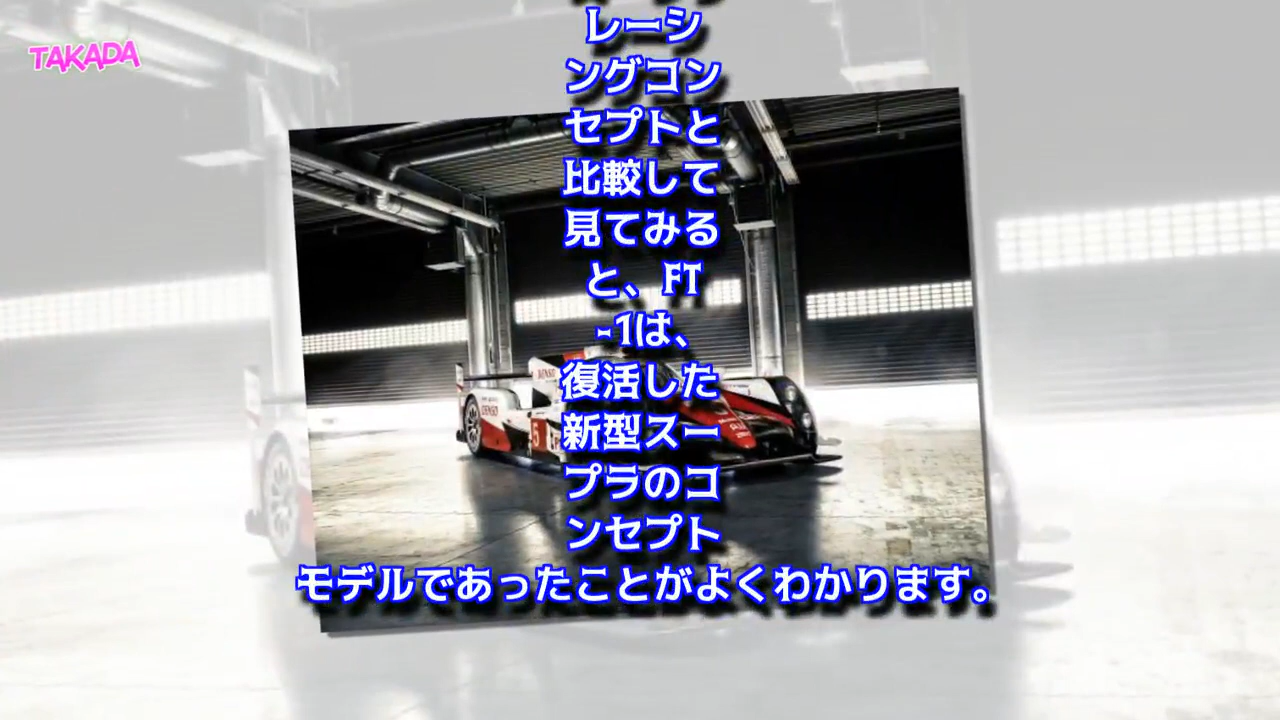 TAKADA
レーシ
ングコン
セプトと
比較して
見てみる
と、FT
-1は、
復活した
新型スー
プラのコ
ンセプト
モデルであったことがよくわかります。
DENSO
DENSO
5